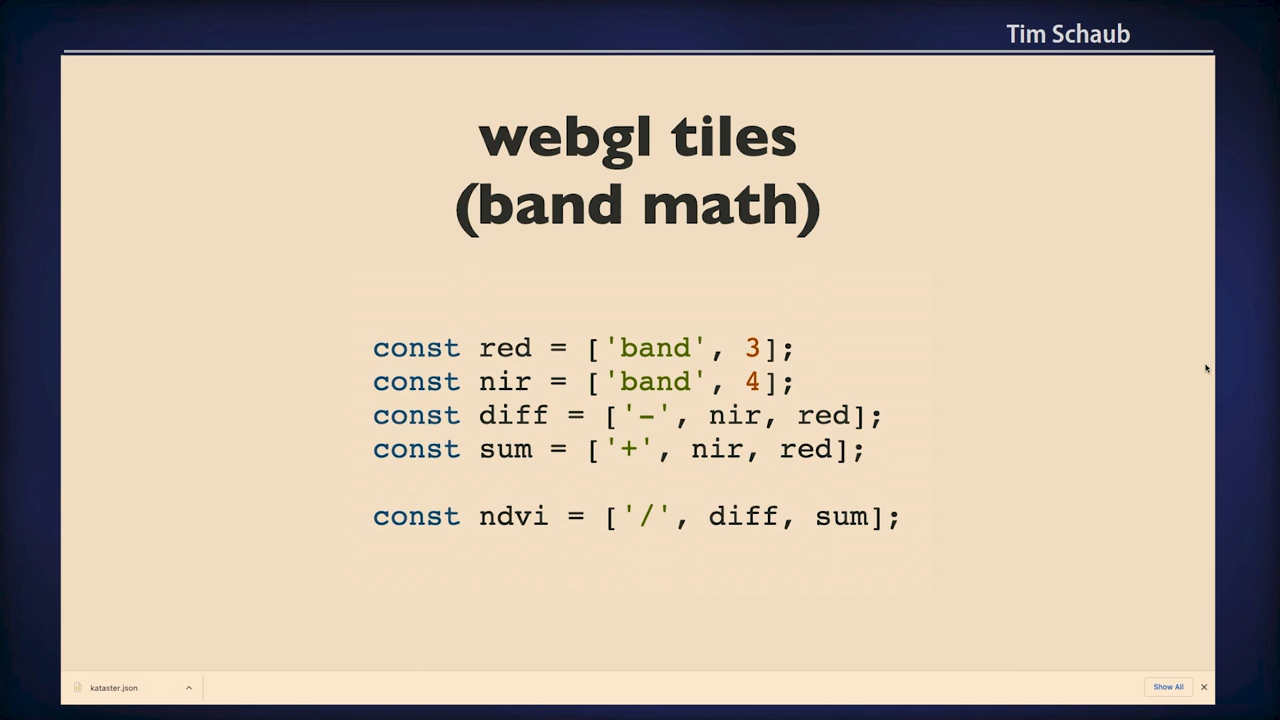 Tim Schaub
webgl tiles
(band math)
const red = ['band', 3];
const nir = ['band', 4];
const diff = ['-', nir, red];
const sum = ['+', nir, red];
const ndvi = ['/', diff, sum];
kataster.json
Show All